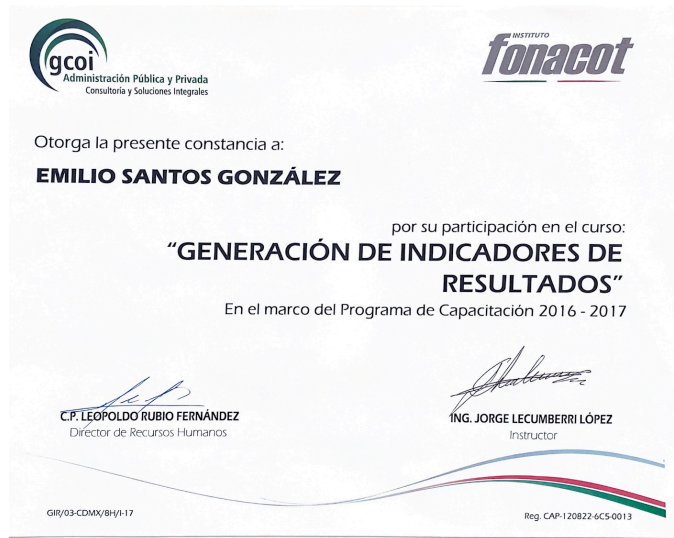 gcoi
Administración Pública y Privada
Consultoría y Soluciones Integrales
INSTITUTO
fonacot
Otorga la presente constancia a:
EMILIO SANTOS GONZÁLEZ
por su participación en el curso:
“GENERACIÓN DE INDICADORES DE
RESULTADOS”
En el marco del Programa de Capacitación 2016 - 2017
C.P. LEOPOLDO RUBIO FERNÁNDEZ
Director de Recursos Humanos
ING. JORGE LECUMBERRI LÓPEZ
Instructor
GIR/03-CDMX/8H/I-17
Reg. CAP-120822-6C5-0013